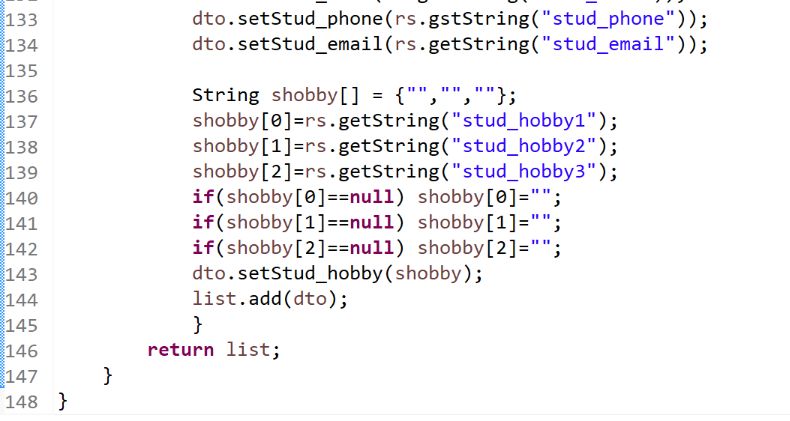 133 dto.setStud_phone(rs.gstString("stud_phone"));
134 dto.setStud_email(rs.getString("stud_email"));
135
136 String shobby[] = {"","",""};
137 shobby[0]=rs.getString("stud_hobby1");
138 shobby[1]=rs.getString("stud_hobby2");
139 shobby[2]=rs.getString("stud_hobby3");
140 if(shobby[0]==null) shobby[0]="";
141 if(shobby[1]==null) shobby[1]="";
142 if(shobby[2]==null) shobby[2]="";
143 dto.setStud_hobby(shobby);
144 list.add(dto);
145 }
146 return list;
147 }
148 }